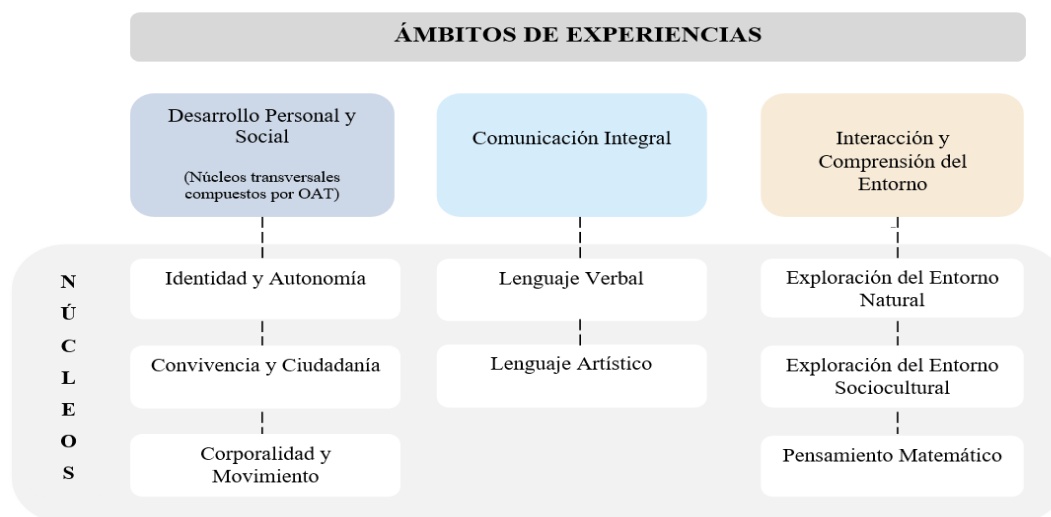 ÁMBITOS DE EXPERIENCIAS
Desarrollo Personal y
Social
(Núcleos transversales
compuestos por OAT)
Comunicación Integral
Interacción y
Comprensión del
Entorno
NÚCLEOS
Identidad y Autonomía
Convivencia y Ciudadanía
Corporalidad y
Movimiento
Lenguaje Verbal
Lenguaje Artístico
Exploración del Entorno
Natural
Exploración del Entorno
Sociocultural
Pensamiento Matemático